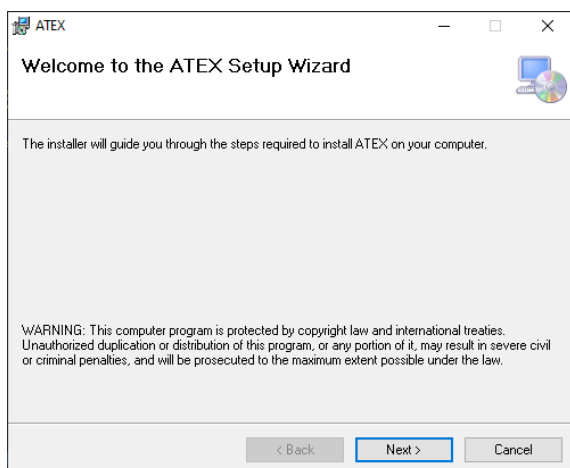 ATEX
Welcome to the ATEX Setup Wizard
The installer will guide you through the steps required to install ATEX on your computer.
WARNING: This computer program is protected by copyright law and international treaties.
Unauthorized duplication or distribution of this program, or any portion of it, may result in severe civil
or criminal penalties, and will be prosecuted to the maximum extent possible under the law.
< Back
Next >
Cancel